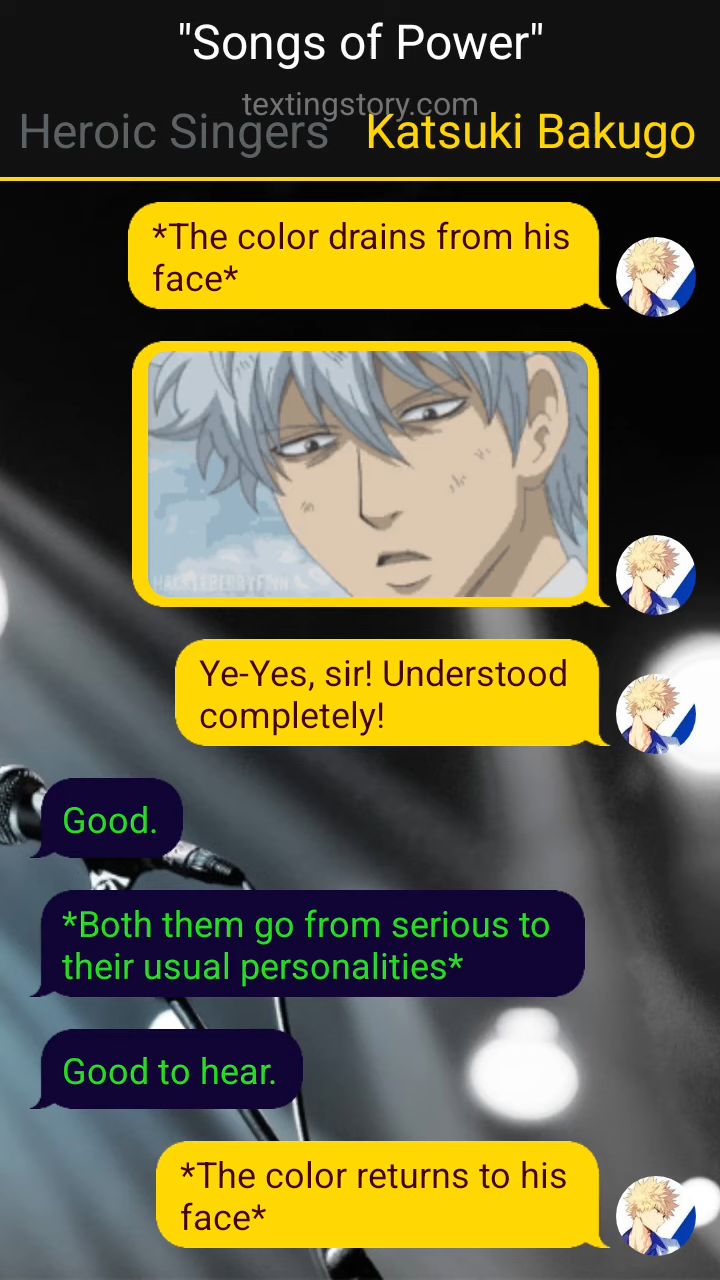 "Songs of Power"
textingstory.com
Heroic Singers
Katsuki Bakugo
*The color drains from his
face*
HACKLEBERRYFINN
Ye-Yes, sir! Understood
completely!
Good.
*Both them go from serious to
their usual personalities*
Good to hear.
*The color returns to his
face*